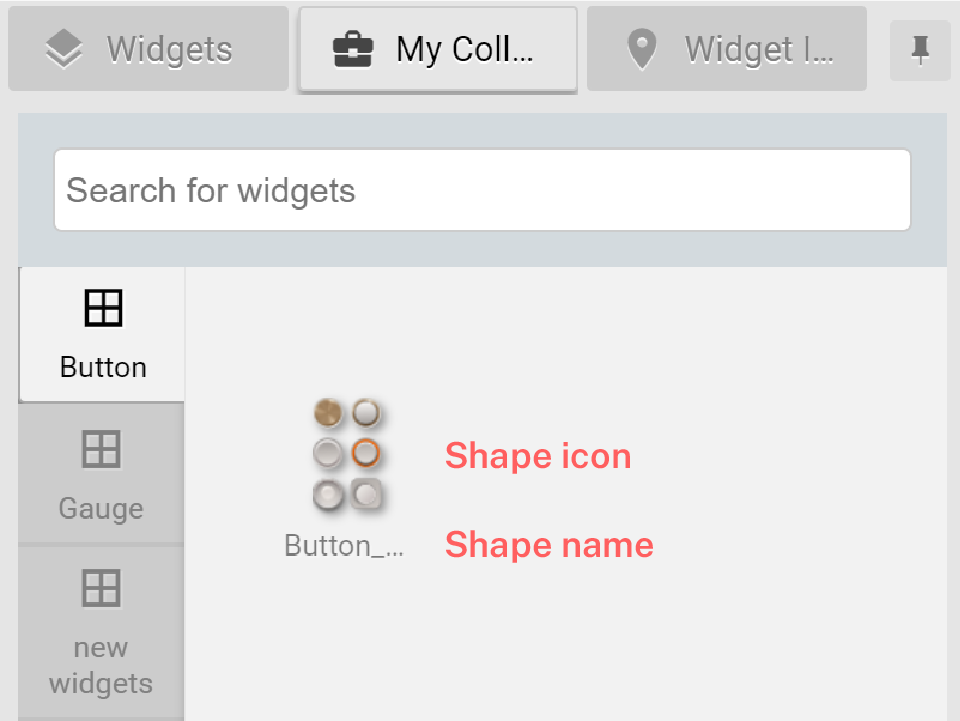 Widgets
My Coll...
Widget I...
Search for widgets
Button
Shape icon
Gauge
Button_...
Shape name
new
widgets